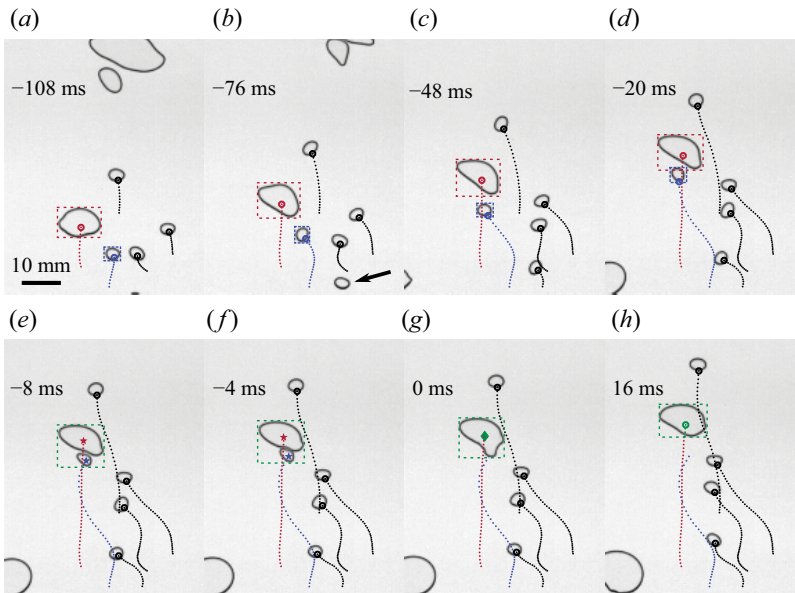 (a)
(b)
(c)
(d)
−108 ms
−76 ms
−48 ms
−20 ms
10 mm
(e)
(f)
(g)
(h)
−8 ms
−4 ms
0 ms
16 ms